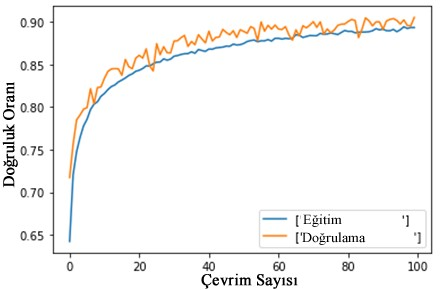 0.90
0.85
0.80
0.75
0.70
0.65
Doğruluk Oranı
['Eğitim ']
['Doğrulama ']
0 20 40 60 80 100
Çevrim Sayısı